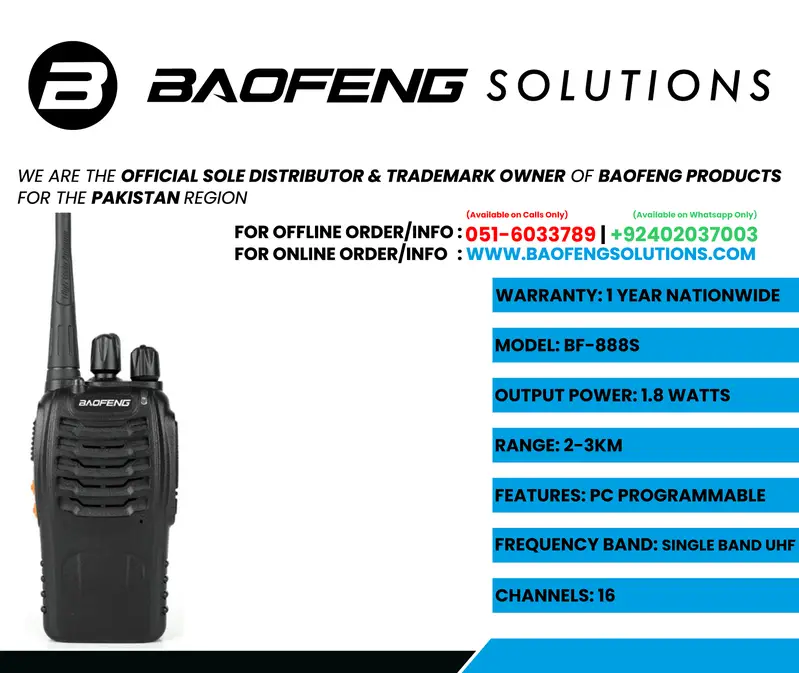 B BAOFENG SOLUTIONS
WE ARE THE OFFICIAL SOLE DISTRIBUTOR & TRADEMARK OWNER OF BAOFENG PRODUCTS
FOR THE PAKISTAN REGION
(Available on Calls Only) (Available on Whatsapp Only)
FOR OFFLINE ORDER/INFO : 051-6033789 | +92402037003
FOR ONLINE ORDER/INFO : WWW.BAOFENGSOLUTIONS.COM
WARRANTY: 1 YEAR NATIONWIDE
MODEL: BF-888S
OUTPUT POWER: 1.8 WATTS
RANGE: 2-3KM
FEATURES: PC PROGRAMMABLE
FREQUENCY BAND: SINGLE BAND UHF
CHANNELS: 16
BAOFENG